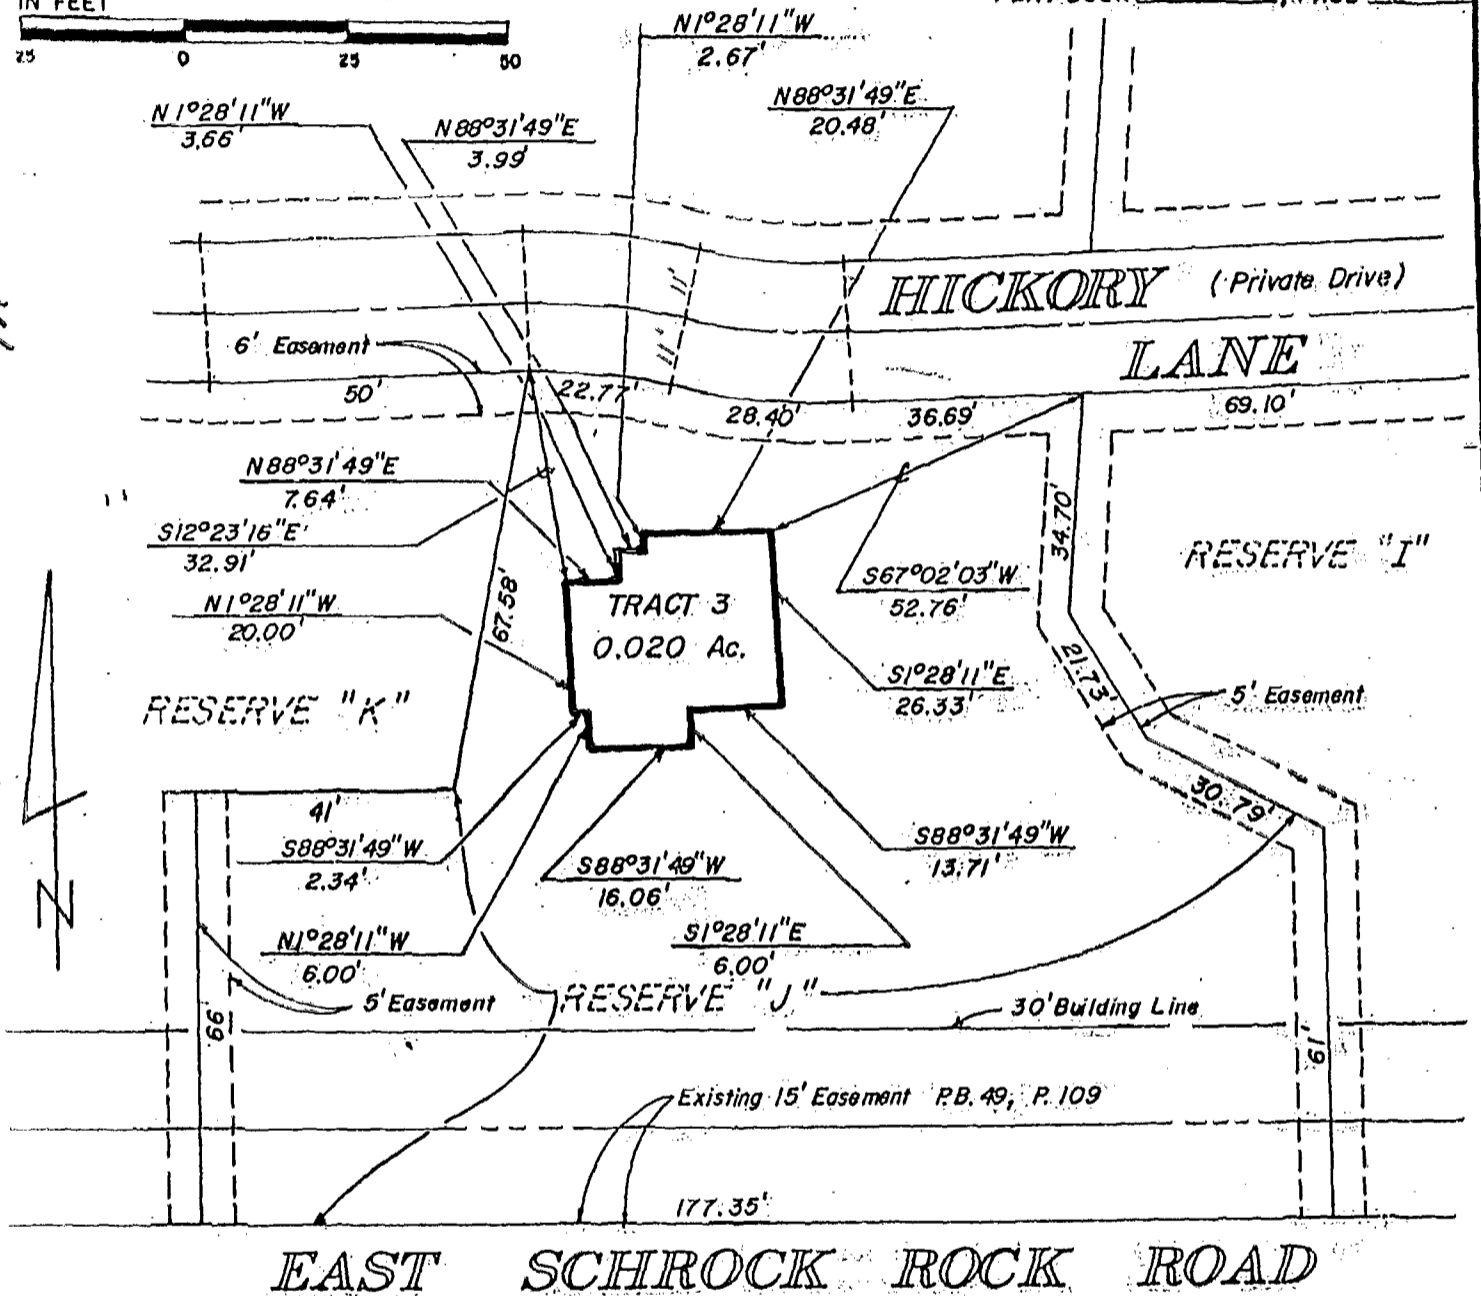 IN FEET
25 0 25 50
N1°28'11"W
2.67'
N88°31'49"E
20.48'
N1°28'11"W
3.66'
N88°31'49"E
3.99'
11'
11'
HICKORY (Private Drive)
LANE
6' Easement
50'
22.77'
28.40'
36.69'
69.10'
N88°31'49"E
7.64'
S12°23'16"E
32.91'
67.58'
34.70'
RESERVE "I"
S67°02'03"W
52.76'
N1°28'11"W
20.00'
TRACT 3
0.020 Ac.
S1°28'11"E
26.33'
21.73'
5' Easement
RESERVE "K"
30.79'
41'
S88°31'49"W
2.34'
S88°31'49"W
16.06'
S88°31'49"W
13.71'
N
N1°28'11"W
6.00'
S1°28'11"E
6.00'
5' Easement
RESERVE "J"
30' Building Line
66'
61'
Existing 15' Easement P.B. 49, P. 109
177.35'
EAST SCHROCK ROCK ROAD